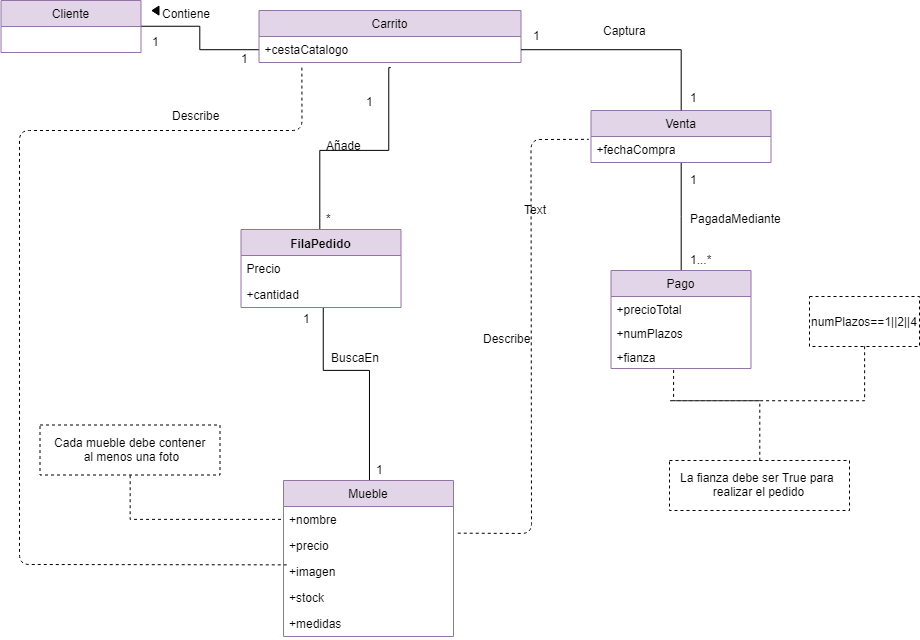 Cliente
Contiene
1
1
Carrito
+cestaCatalogo
1
Captura
1
Describe
1
Añade
*
Venta
+fechaCompra
1
Text
PagadaMediante
1...*
FilaPedido
Precio
+cantidad
1
BuscaEn
1
Describe
Pago
+precioTotal
+numPlazos
+fianza
numPlazos==1||2||4
Cada mueble debe contener
al menos una foto
La fianza debe ser True para
realizar el pedido
Mueble
+nombre
+precio
+imagen
+stock
+medidas